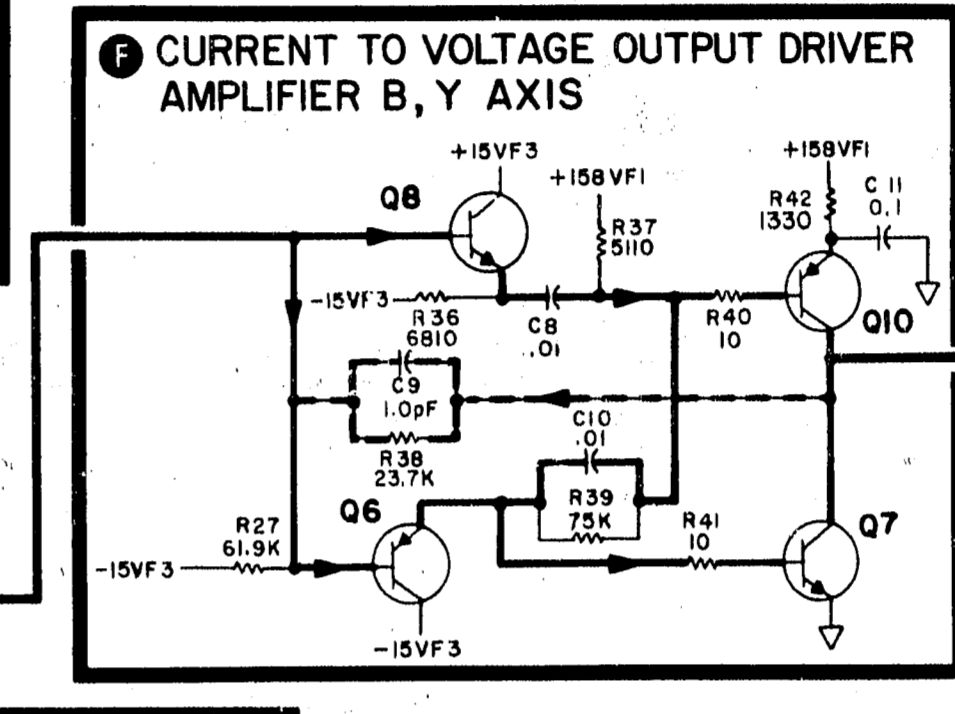 F CURRENT TO VOLTAGE OUTPUT DRIVER
AMPLIFIER B, Y AXIS
+15VF3
+158VF1
+158VF1
Q8
R37
5110
R42
1330
C 11
0.1
-15VF3
R36
6810
C8
.01
R40
10
Q10
C9
1.0pF
R38
23.7K
C10
.01
R39
75K
Q6
R41
10
Q7
R27
61.9K
-15VF3
-15VF3